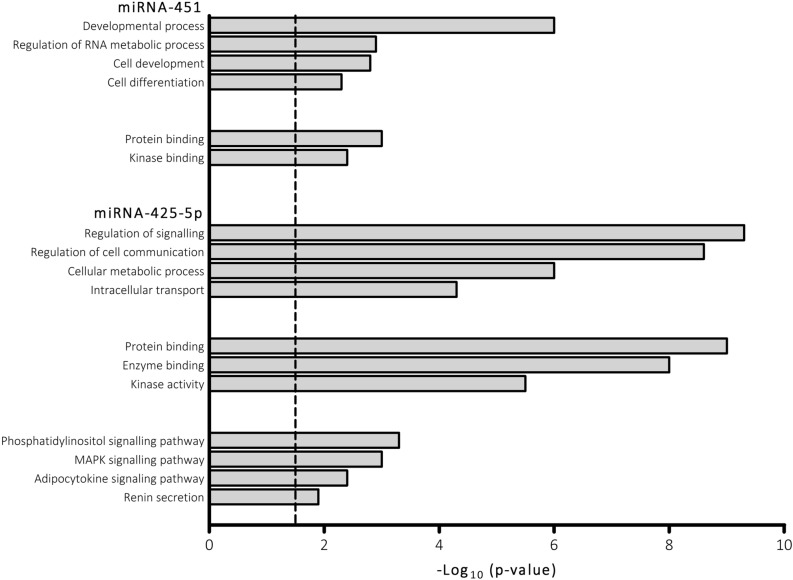 miRNA-451
Developmental process
Regulation of RNA metabolic process
Cell development
Cell differentiation
Protein binding
Kinase binding
miRNA-425-5p
Regulation of signalling
Regulation of cell communication
Cellular metabolic process
Intracellular transport
Protein binding
Enzyme binding
Kinase activity
Phosphatidylinositol signalling pathway
MAPK signalling pathway
Adipocytokine signaling pathway
Renin secretion
0 2 4 6 8 10
-Log10 (p-value)